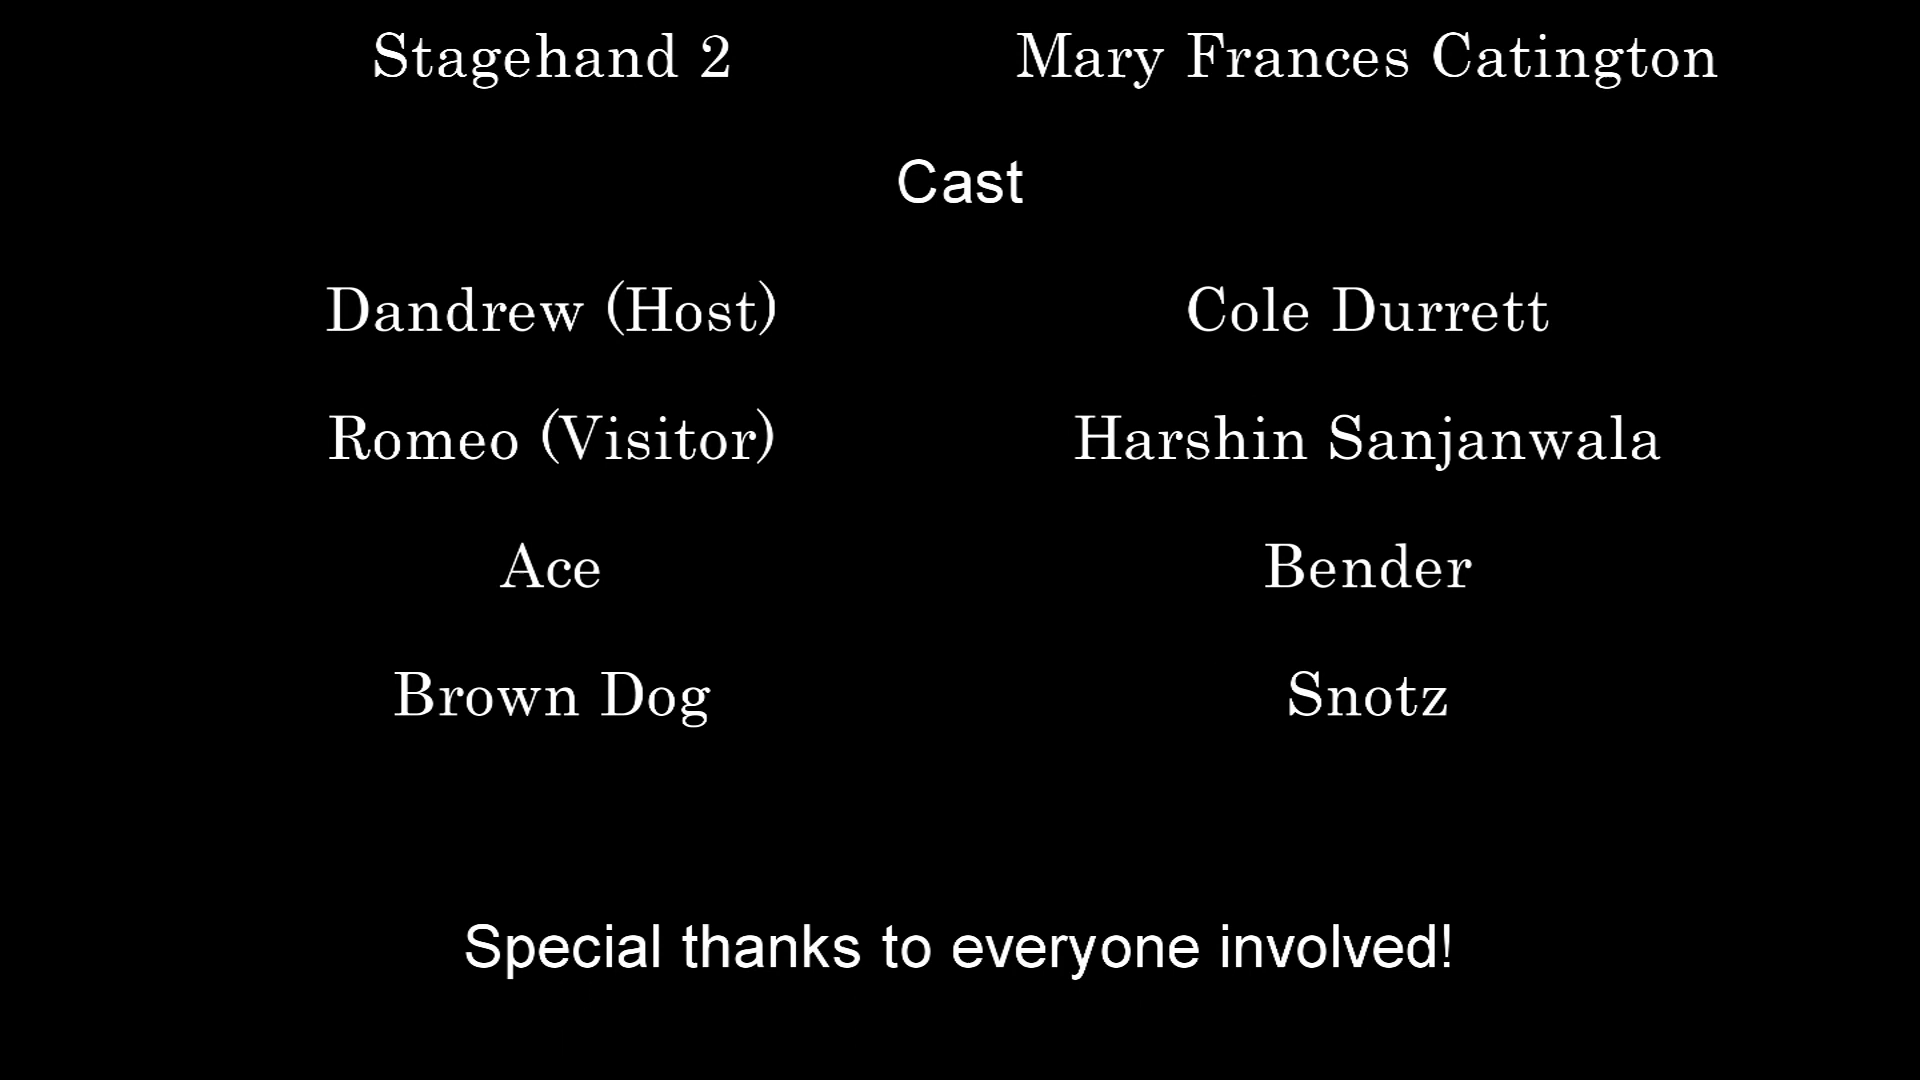 Stagehand 2 Mary Frances Catington
Cast
Dandrew (Host) Cole Durrett
Romeo (Visitor) Harshin Sanjanwala
Ace Bender
Brown Dog Snotz
Special thanks to everyone involved!